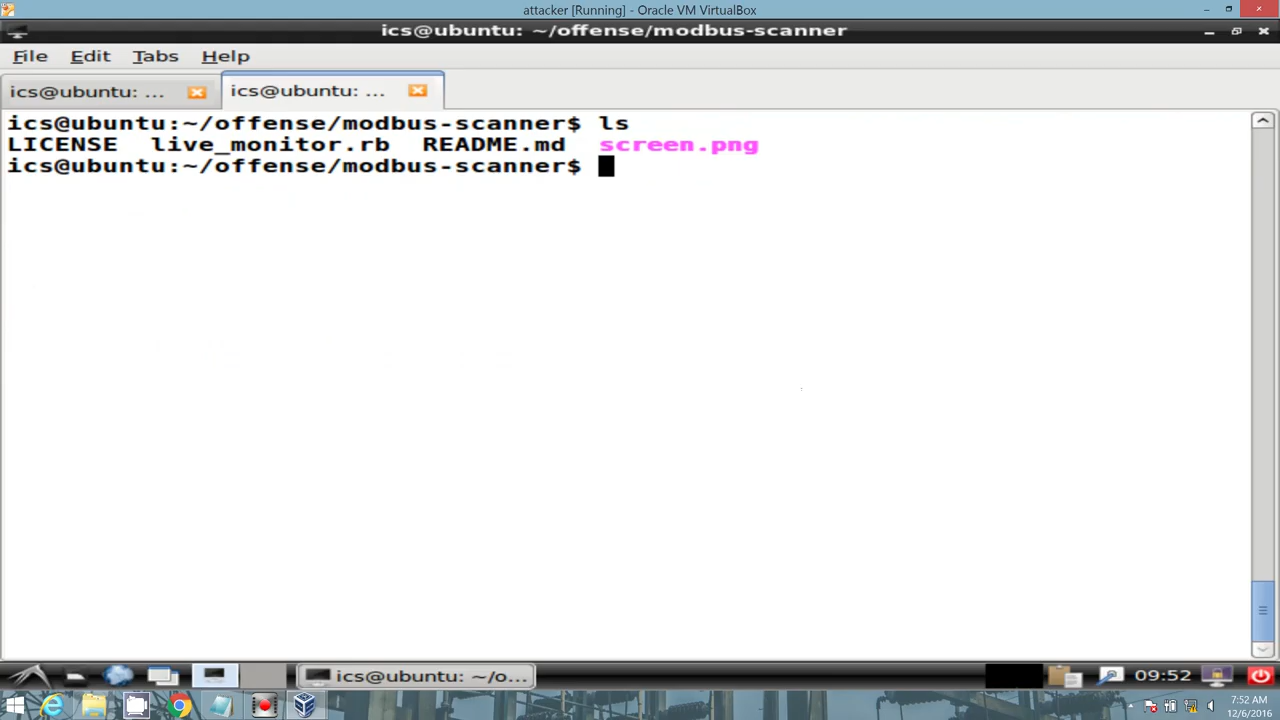 attacker [Running] - Oracle VM VirtualBox
ics@ubuntu: ~/offense/modbus-scanner
File Edit Tabs Help
ics@ubuntu: ... ics@ubuntu: ...
ics@ubuntu:~/offense/modbus-scanner$ ls
LICENSE live_monitor.rb README.md screen.png
ics@ubuntu:~/offense/modbus-scanner$
ics@ubuntu: ~/o... 09:52
7:52 AM
12/6/2016